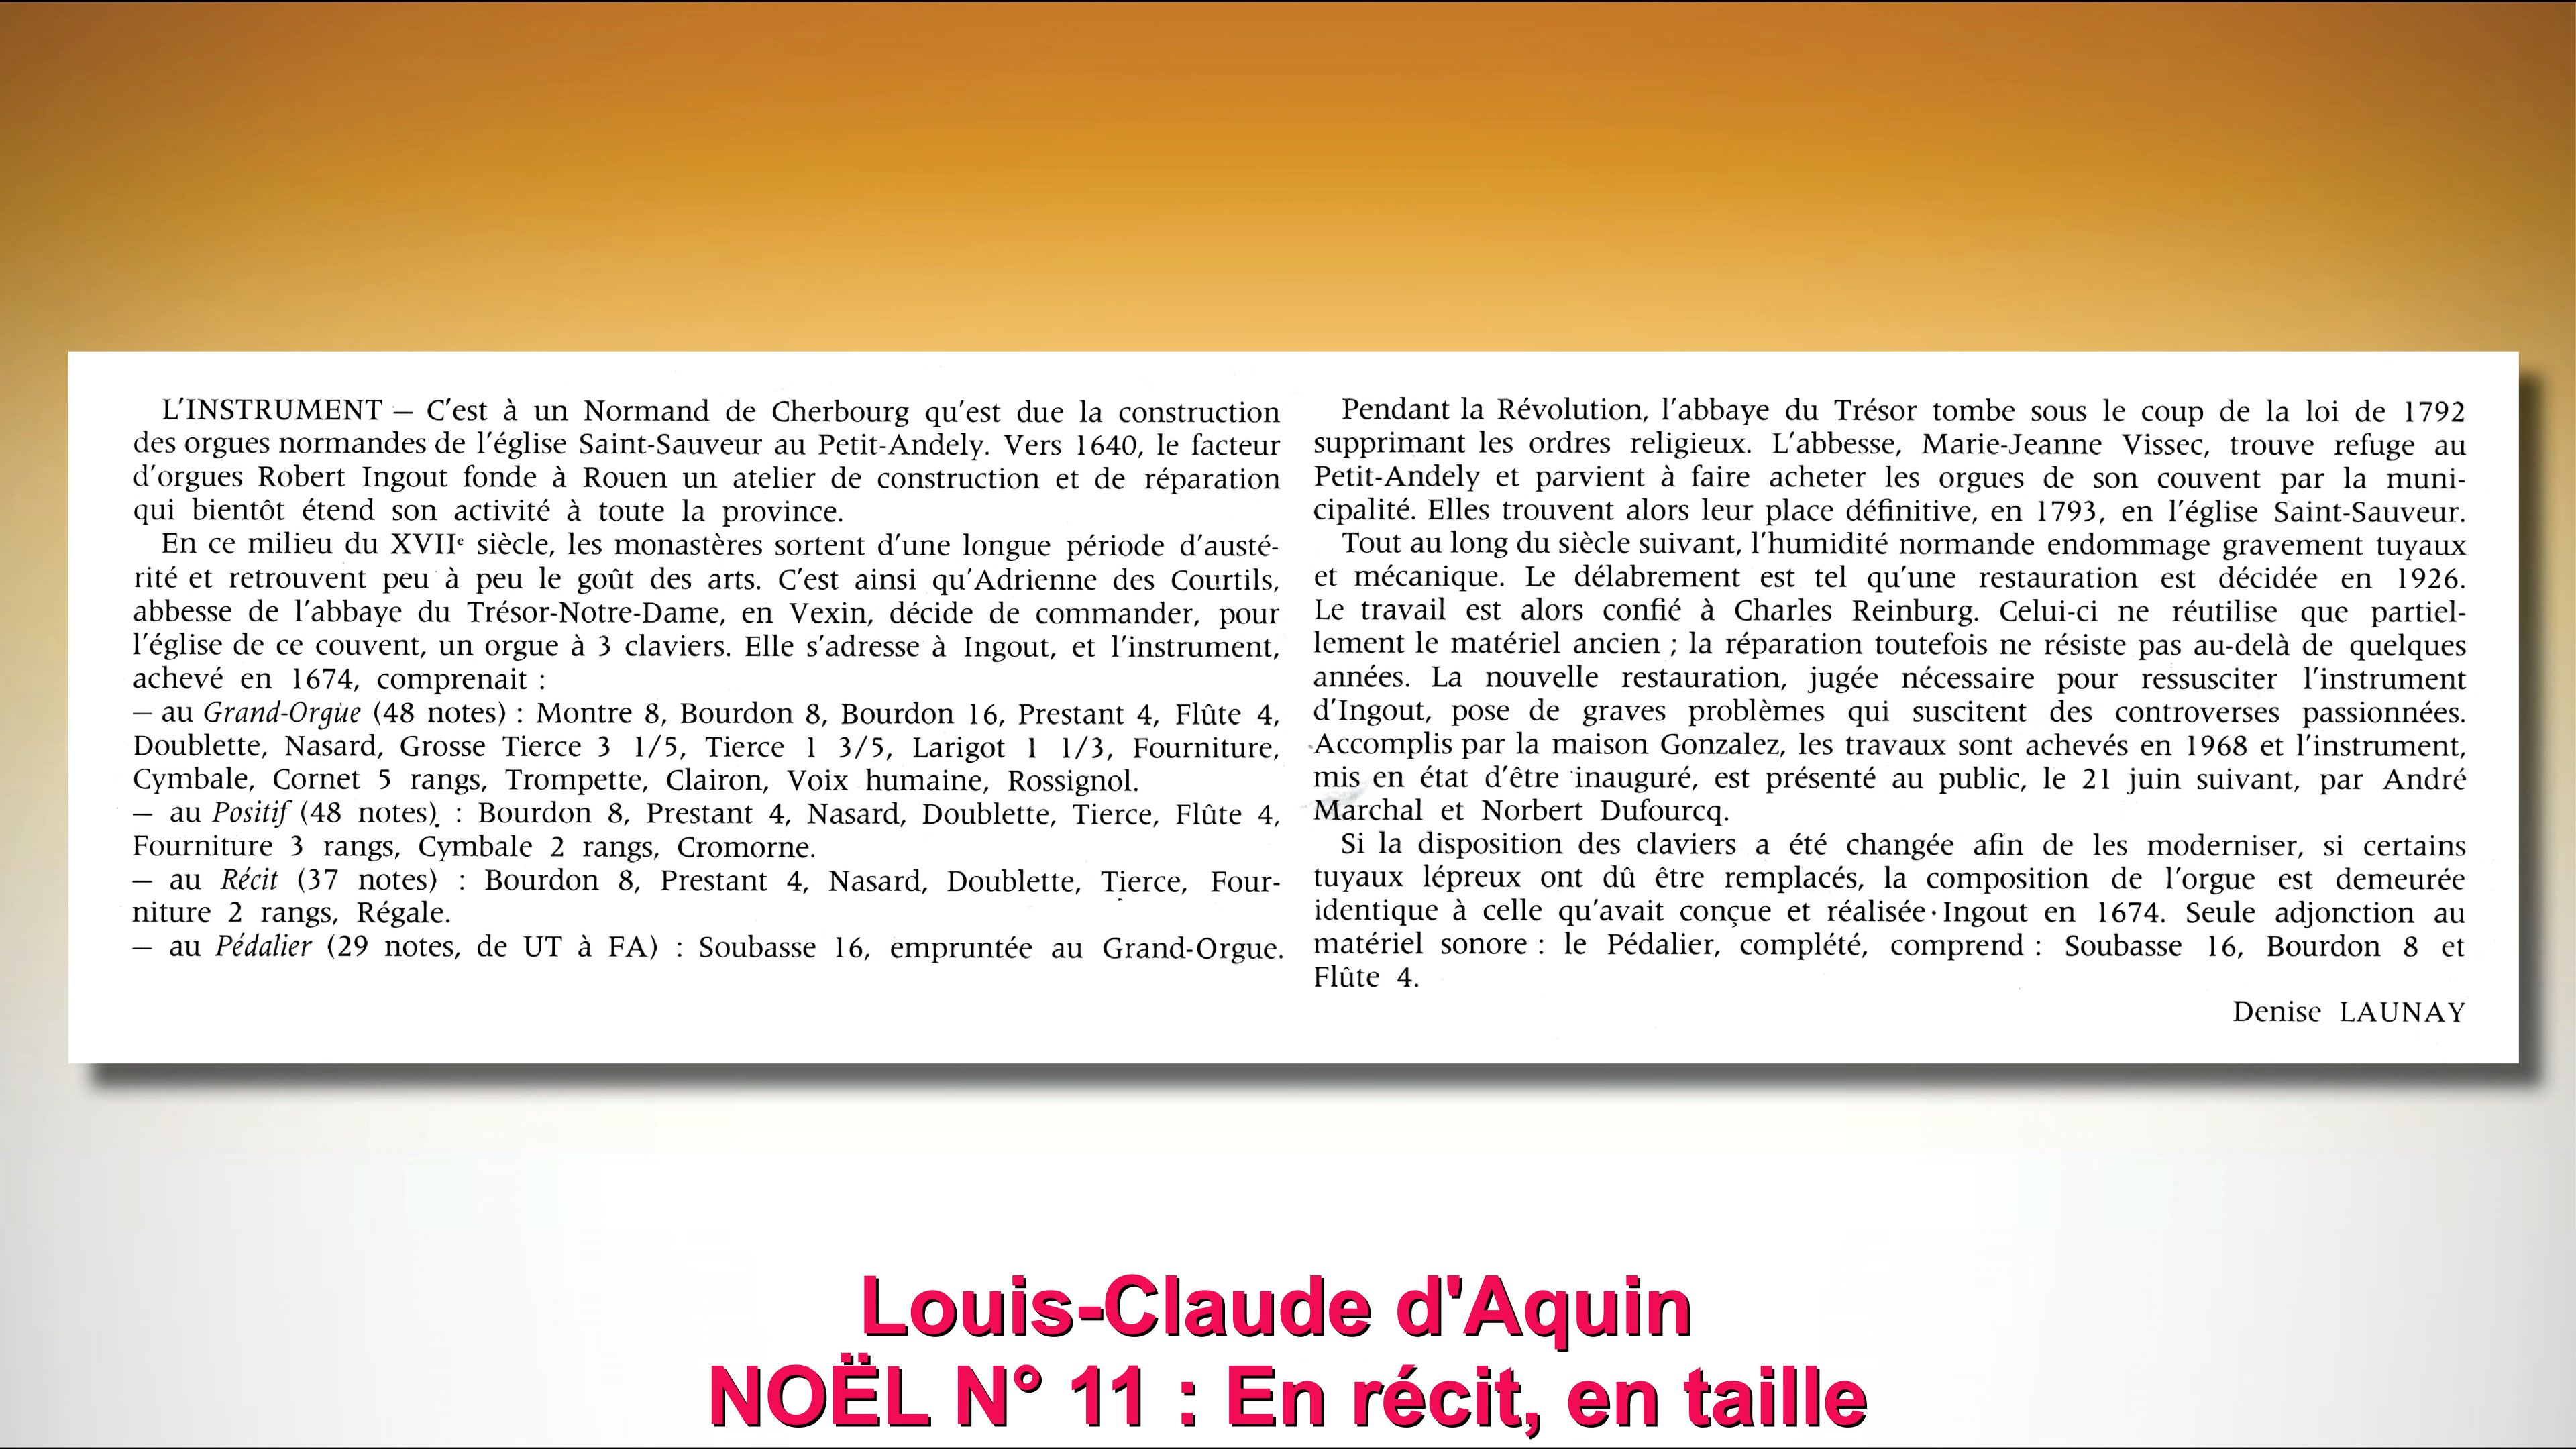 L'INSTRUMENT — C'est à un Normand de Cherbourg qu'est due la construction
des orgues normandes de l'église Saint-Sauveur au Petit-Andely. Vers 1640, le facteur
d'orgues Robert Ingout fonde à Rouen un atelier de construction et de réparation
qui bientôt étend son activité à toute la province.
En ce milieu du XVIIe siècle, les monastères sortent d'une longue période d'austé-
rité et retrouvent peu à peu le goût des arts. C'est ainsi qu'Adrienne des Courtils,
abbesse de l'abbaye du Trésor-Notre-Dame, en Vexin, décide de commander, pour
l'église de ce couvent, un orgue à 3 claviers. Elle s'adresse à Ingout, et l'instrument,
achevé en 1674, comprenait :
— au Grand-Orgue (48 notes) : Montre 8, Bourdon 8, Bourdon 16, Prestant 4, Flûte 4,
Doublette, Nasard, Grosse Tierce 3 1/5, Tierce 1 3/5, Larigot 1 1/3, Fourniture,
Cymbale, Cornet 5 rangs, Trompette, Clairon, Voix humaine, Rossignol.
— au Positif (48 notes) : Bourdon 8, Prestant 4, Nasard, Doublette, Tierce, Flûte 4,
Fourniture 3 rangs, Cymbale 2 rangs, Cromorne.
— au Récit (37 notes) : Bourdon 8, Prestant 4, Nasard, Doublette, Tierce, Four-
niture 2 rangs, Régale.
— au Pédalier (29 notes, de UT à FA) : Soubasse 16, empruntée au Grand-Orgue.
Pendant la Révolution, l'abbaye du Trésor tombe sous le coup de la loi de 1792
supprimant les ordres religieux. L'abbesse, Marie-Jeanne Vissec, trouve refuge au
Petit-Andely et parvient à faire acheter les orgues de son couvent par la muni-
cipalité. Elles trouvent alors leur place définitive, en 1793, en l'église Saint-Sauveur.
Tout au long du siècle suivant, l'humidité normande endommage gravement tuyaux
et mécanique. Le délabrement est tel qu'une restauration est décidée en 1926.
Le travail est alors confié à Charles Reinburg. Celui-ci ne réutilise que partiel-
lement le matériel ancien ; la réparation toutefois ne résiste pas au-delà de quelques
années. La nouvelle restauration, jugée nécessaire pour ressusciter l'instrument
d'Ingout, pose de graves problèmes qui suscitent des controverses passionnées.
Accomplis par la maison Gonzalez, les travaux sont achevés en 1968 et l'instrument,
mis en état d'être inauguré, est présenté au public, le 21 juin suivant, par André
Marchal et Norbert Dufourcq.
Si la disposition des claviers a été changée afin de les moderniser, si certains
tuyaux lépreux ont dû être remplacés, la composition de l'orgue est demeurée
identique à celle qu'avait conçue et réalisée Ingout en 1674. Seule adjonction au
matériel sonore : le Pédalier, complété, comprend : Soubasse 16, Bourdon 8 et
Flûte 4.
Denise LAUNAY
Louis-Claude d'Aquin
NOËL N° 11 : En récit, en taille